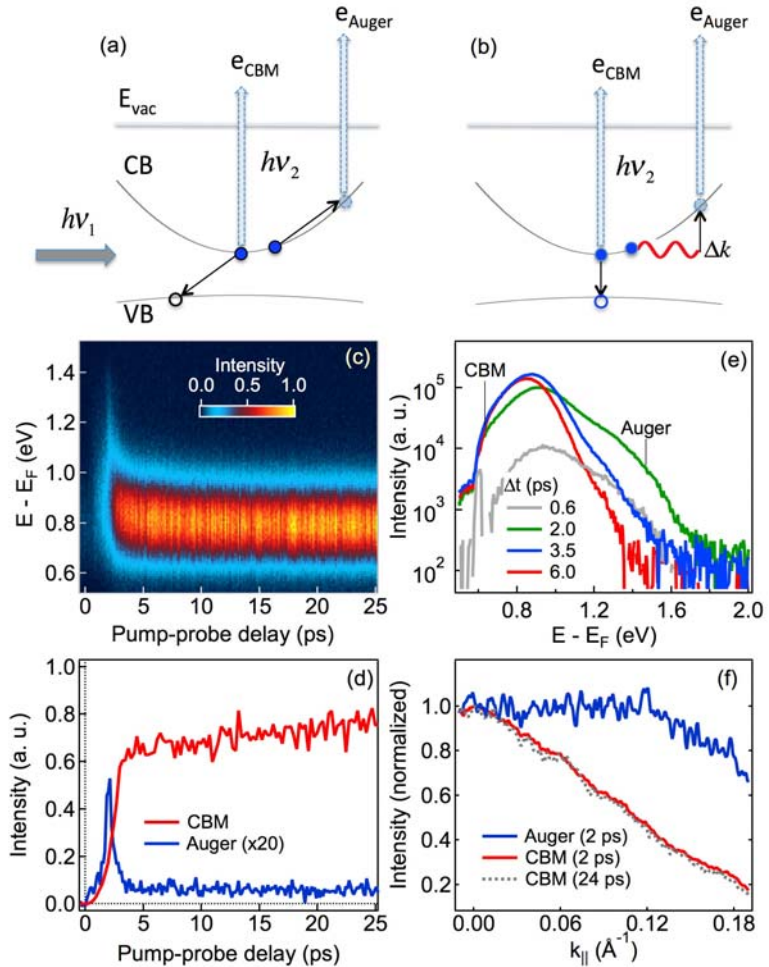 (a)
e_Auger
e_CBM
E_vac
CB
hν_2
hν_1
VB
(b)
e_Auger
e_CBM
hν_2
Δk
(c)
Intensity
0.0 0.5 1.0
1.4
1.2
1.0
0.8
0.6
E - E_F (eV)
0 5 10 15 20 25
Pump-probe delay (ps)
(e)
CBM
Auger
Δt (ps)
0.6
2.0
3.5
6.0
10^5
10^4
10^3
10^2
Intensity (a. u.)
0.8 1.2 1.6 2.0
E - E_F (eV)
(d)
1.0
0.8
0.6
0.4
0.2
0.0
Intensity (a. u.)
CBM
Auger (x20)
0 5 10 15 20 25
Pump-probe delay (ps)
(f)
1.0
0.8
0.6
0.4
0.2
Intensity (normalized)
Auger (2 ps)
CBM (2 ps)
CBM (24 ps)
0.00 0.06 0.12 0.18
k_|| (Å^-1)